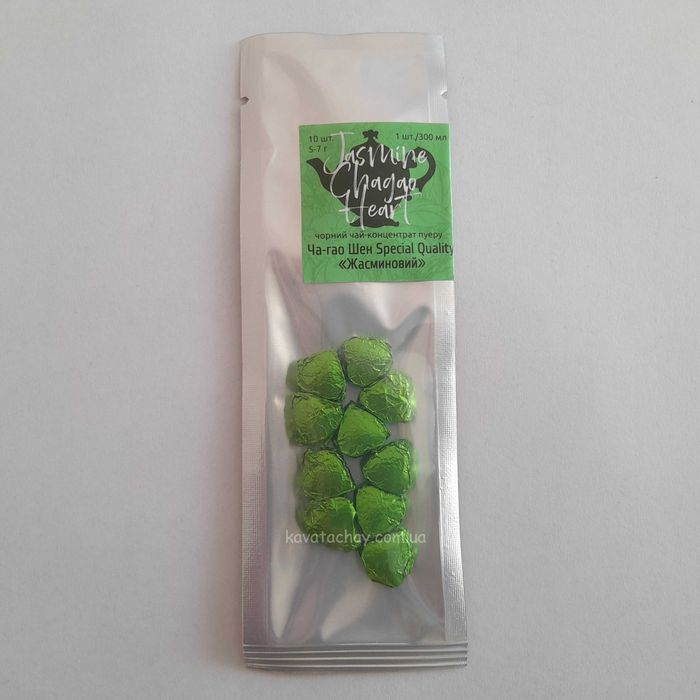 10 шт.
5-7 г
1 шт./300 мл
Jasmine
Chagao
Heart
чорний чай-концентрат пуеру
Ча-гао Шен Special Quality
«Жасминовий»
kavatachay.com.ua